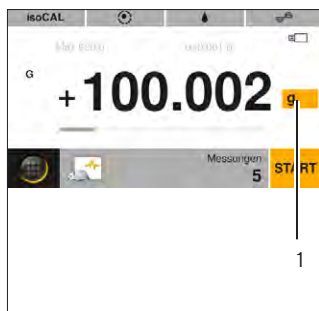 isoCAL
G
+100.002 g
Messungen
5
START
1